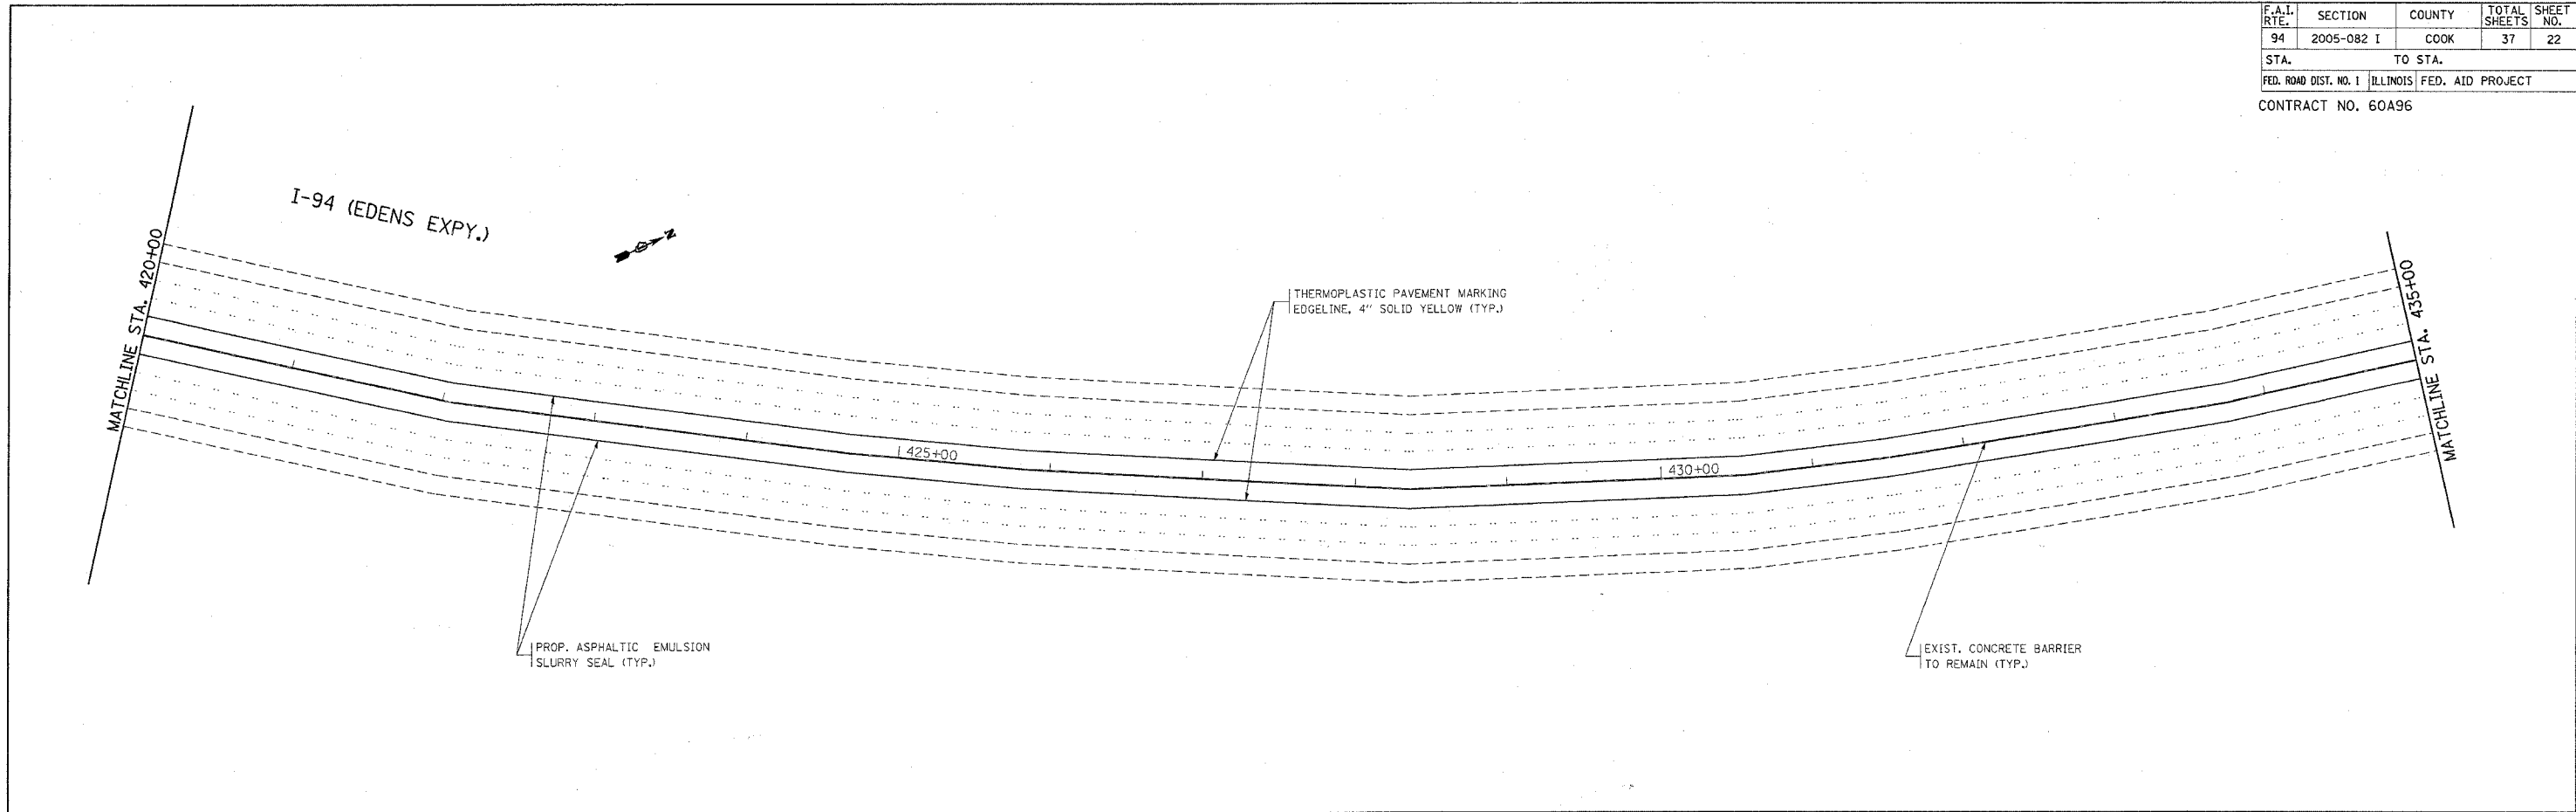 F.A.I. RTE. SECTION COUNTY TOTAL SHEETS SHEET NO.
94 2005-082 I COOK 37 22
STA. TO STA.
FED. ROAD DIST. NO. 1 ILLINOIS FED. AID PROJECT
CONTRACT NO. 60A96
I-94 (EDENS EXPY.)
N
MATCHLINE STA. 420+00
MATCHLINE STA. 435+00
THERMOPLASTIC PAVEMENT MARKING
EDGELINE, 4" SOLID YELLOW (TYP.)
425+00
430+00
PROP. ASPHALTIC EMULSION
SLURRY SEAL (TYP.)
EXIST. CONCRETE BARRIER
TO REMAIN (TYP.)